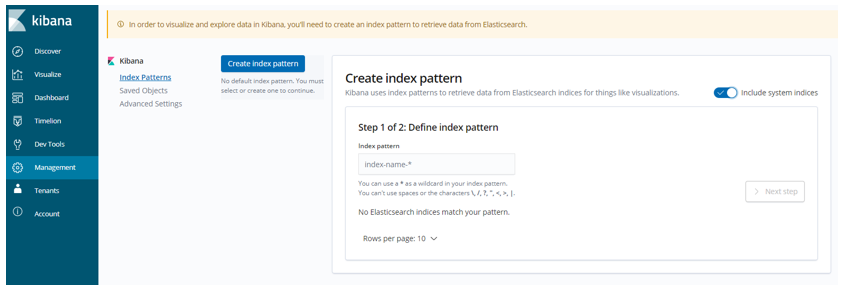 kibana
Discover
Visualize
Dashboard
Timelion
Dev Tools
Management
Tenants
Account
In order to visualize and explore data in Kibana, you'll need to create an index pattern to retrieve data from Elasticsearch.
Kibana
Index Patterns
Saved Objects
Advanced Settings
Create index pattern
No default index pattern. You must
select or create one to continue.
Create index pattern
Kibana uses index patterns to retrieve data from Elasticsearch indices for things like visualizations.
Include system indices
Step 1 of 2: Define index pattern
Index pattern
index-name-*
You can use a * as a wildcard in your index pattern.
You can't use spaces or the characters \, /, ?, ", <, >, |.
Next step
No Elasticsearch indices match your pattern.
Rows per page: 10